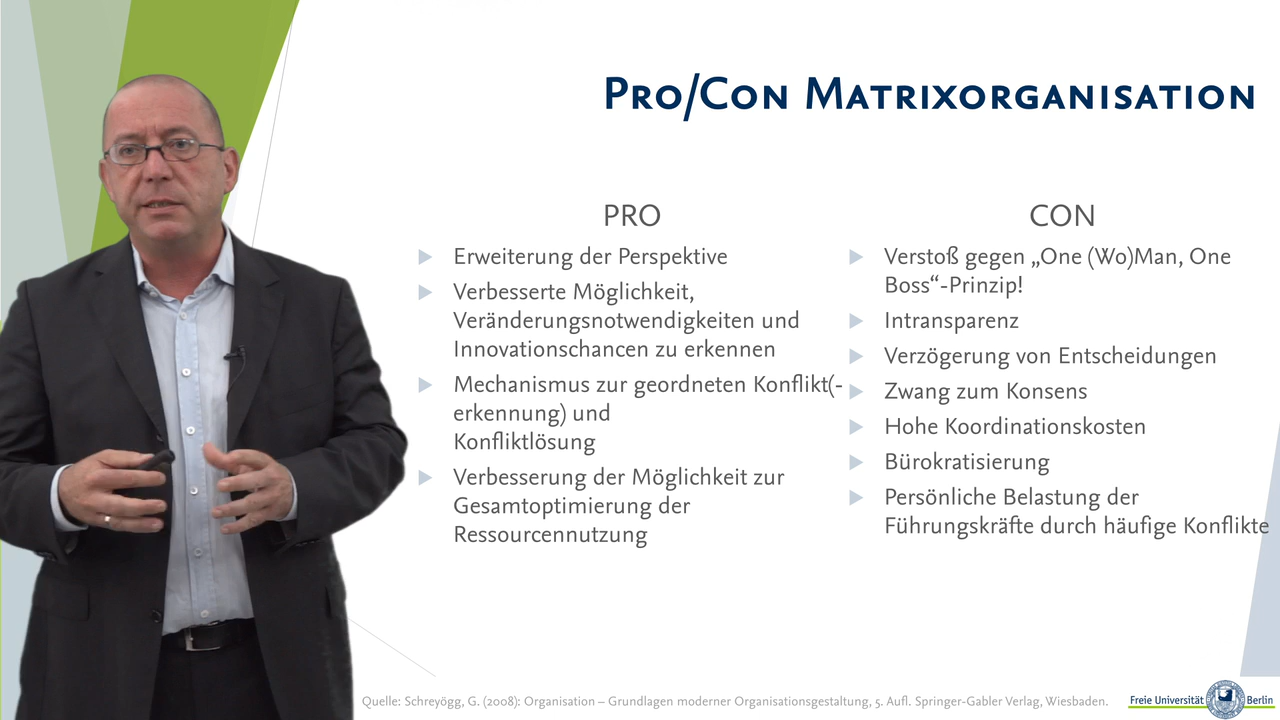 Pro/Con Matrixorganisation
PRO
Erweiterung der Perspektive
Verbesserte Möglichkeit,
Veränderungsnotwendigkeiten und
Innovationschancen zu erkennen
Mechanismus zur geordneten Konflikt(-
erkennung) und
Konfliktlösung
Verbesserung der Möglichkeit zur
Gesamtoptimierung der
Ressourcennutzung
CON
Verstoß gegen „One (Wo)Man, One
Boss“-Prinzip!
Intransparenz
Verzögerung von Entscheidungen
Zwang zum Konsens
Hohe Koordinationskosten
Bürokratisierung
Persönliche Belastung der
Führungskräfte durch häufige Konflikte
Quelle: Schreyögg, G. (2008): Organisation – Grundlagen moderner Organisationsgestaltung, 5. Aufl. Springer-Gabler Verlag, Wiesbaden.
Freie Universität Berlin